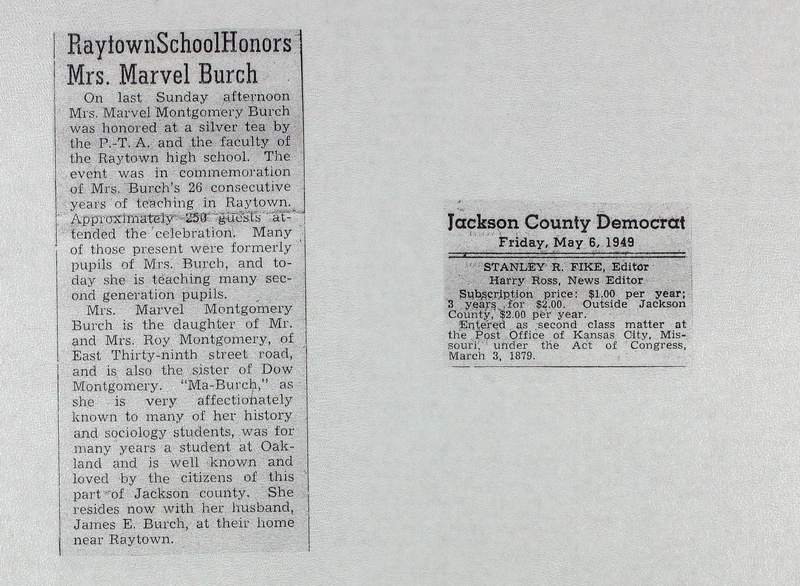 RaytownSchoolHonors
Mrs. Marvel Burch
On last Sunday afternoon
Mrs. Marvel Montgomery Burch
was honored at a silver tea by
the P.-T. A. and the faculty of
the Raytown high school. The
event was in commemoration
of Mrs. Burch's 26 consecutive
years of teaching in Raytown.
Approximately 250 guests at-
tended the celebration. Many
of those present were formerly
pupils of Mrs. Burch, and to-
day she is teaching many sec-
ond generation pupils.
Mrs. Marvel Montgomery
Burch is the daughter of Mr.
and Mrs. Roy Montgomery, of
East Thirty-ninth street road,
and is also the sister of Dow
Montgomery. "Ma-Burch," as
she is very affectionately
known to many of her history
and sociology students, was for
many years a student at Oak-
land and is well known and
loved by the citizens of this
part of Jackson county. She
resides now with her husband,
James E. Burch, at their home
near Raytown.
Jackson County Democrat
Friday, May 6, 1949
STANLEY R. FIKE, Editor
Harry Ross, News Editor
Subscription price: $1.00 per year;
3 years for $2.00. Outside Jackson
County, $2.00 per year.
Entered as second class matter at
the Post Office of Kansas City, Mis-
souri, under the Act of Congress,
March 3, 1879.